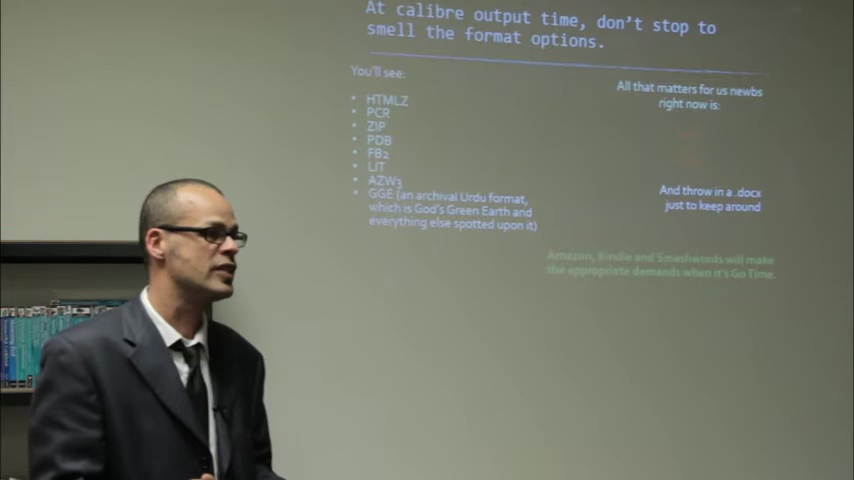 At calibre output time, don't stop to
smell the format options.
You'll see:
• HTMLZ
• PCR
• ZIP
• PDB
• FB2
• LIT
• AZW3
• GGE (an archival Urdu format,
which is God's Green Earth and
everything else spotted upon it)
All that matters for us newbs
right now is:
And throw in a .docx
just to keep around
Amazon, Kindle and Smashwords will make
the appropriate demands when it's Go Time.